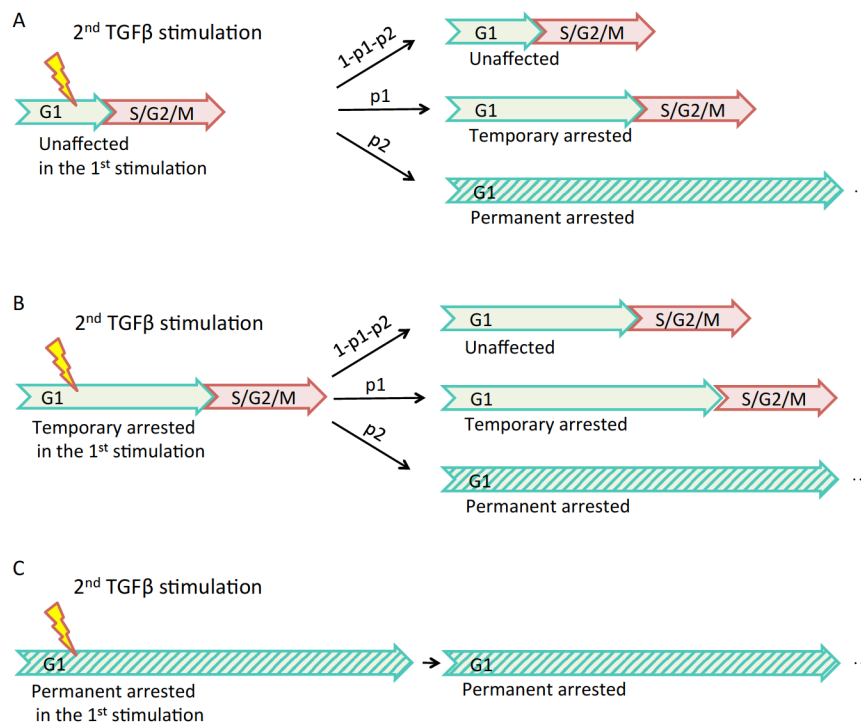 A
2nd TGFβ stimulation
G1
S/G2/M
Unaffected
in the 1st stimulation
1-p1-p2
p1
p2
G1
S/G2/M
Unaffected
G1
S/G2/M
Temporary arrested
G1
...
Permanent arrested
B
2nd TGFβ stimulation
G1
S/G2/M
Temporary arrested
in the 1st stimulation
1-p1-p2
p1
p2
G1
S/G2/M
Unaffected
G1
S/G2/M
Temporary arrested
G1
...
Permanent arrested
C
2nd TGFβ stimulation
G1
Permanent arrested
in the 1st stimulation
G1
...
Permanent arrested